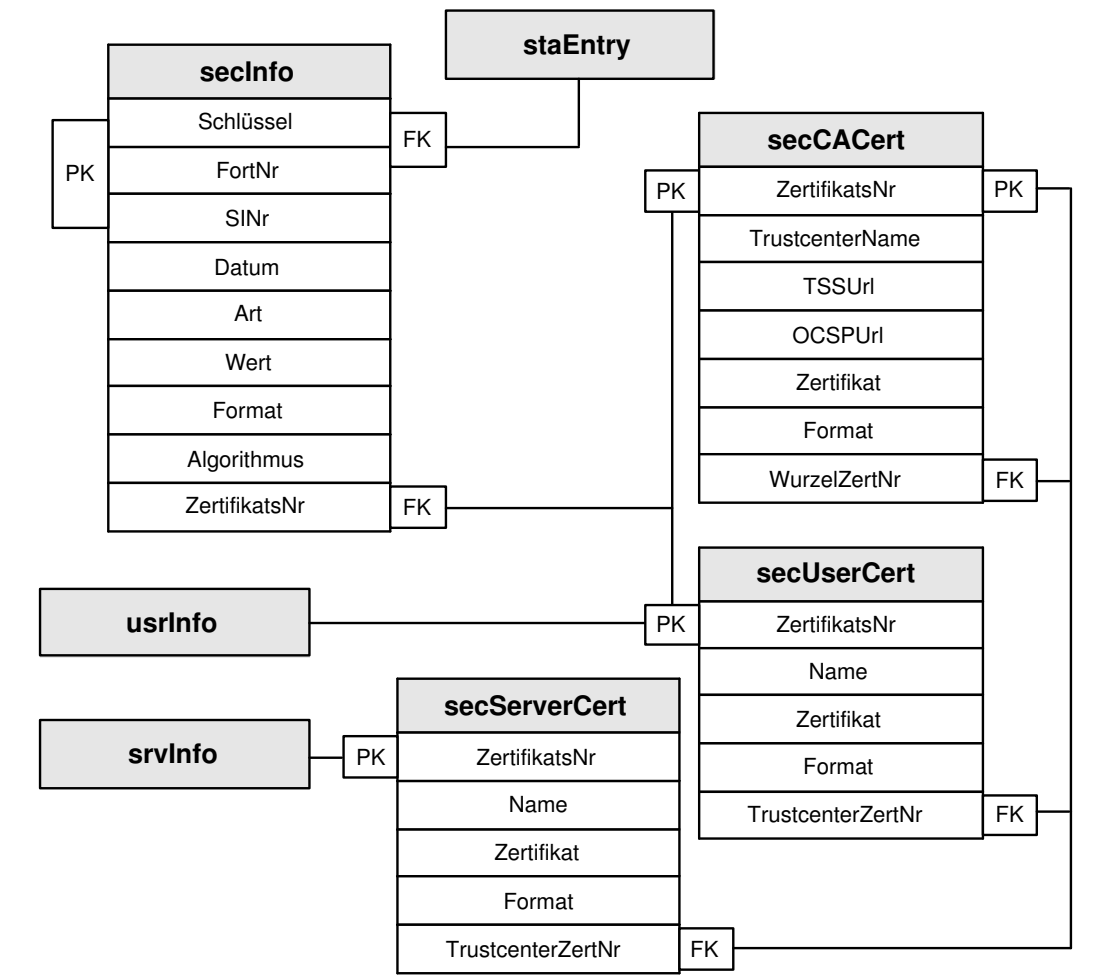 staEntry
secInfo
Schlüssel
FK
FortNr
PK
SINr
Datum
Art
Wert
Format
Algorithmus
ZertifikatsNr
FK
secCACert
PK
ZertifikatsNr
PK
TrustcenterName
TSSUrl
OCSPUrl
Zertifikat
Format
WurzelZertNr
FK
secUserCert
usrInfo
PK
ZertifikatsNr
Name
Zertifikat
Format
TrustcenterZertNr
FK
secServerCert
srvInfo
PK
ZertifikatsNr
Name
Zertifikat
Format
TrustcenterZertNr
FK